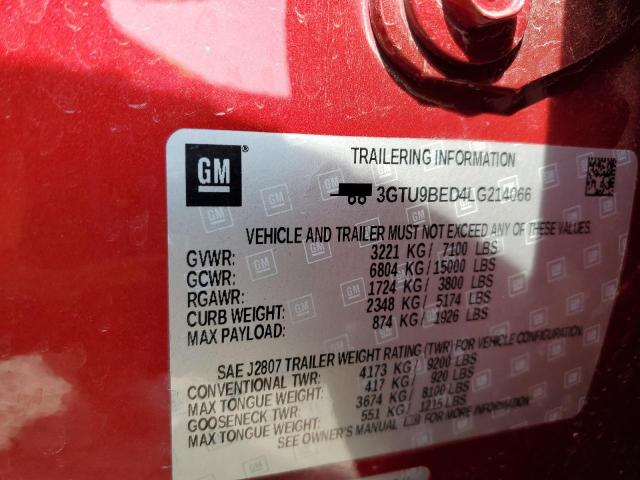 GM ®
TRAILERING INFORMATION
3GTU9BED4LG214066
VEHICLE AND TRAILER MUST NOT EXCEED ANY OF THESE.
GVWR: 3221 KG / 7100 LBS
GCWR: 6804 KG / 15000 LBS
RGAWR: 1724 KG / 3800 LBS
CURB WEIGHT: 2348 KG / 5174 LBS
MAX PAYLOAD: 874 KG / 1926 LBS
SAE J2807 TRAILER WEIGHT RATING (TWR) FOR VEHICLE CONFIGURATION
CONVENTIONAL TWR: 4173 KG / 9200 LBS
MAX TONGUE WEIGHT: 417 KG / 920 LBS
GOOSENECK TWR: 3674 KG / 8100 LBS
MAX TONGUE WEIGHT: 551 KG / 1215 LBS
SEE OWNER'S MANUAL FOR MORE INFORMATION